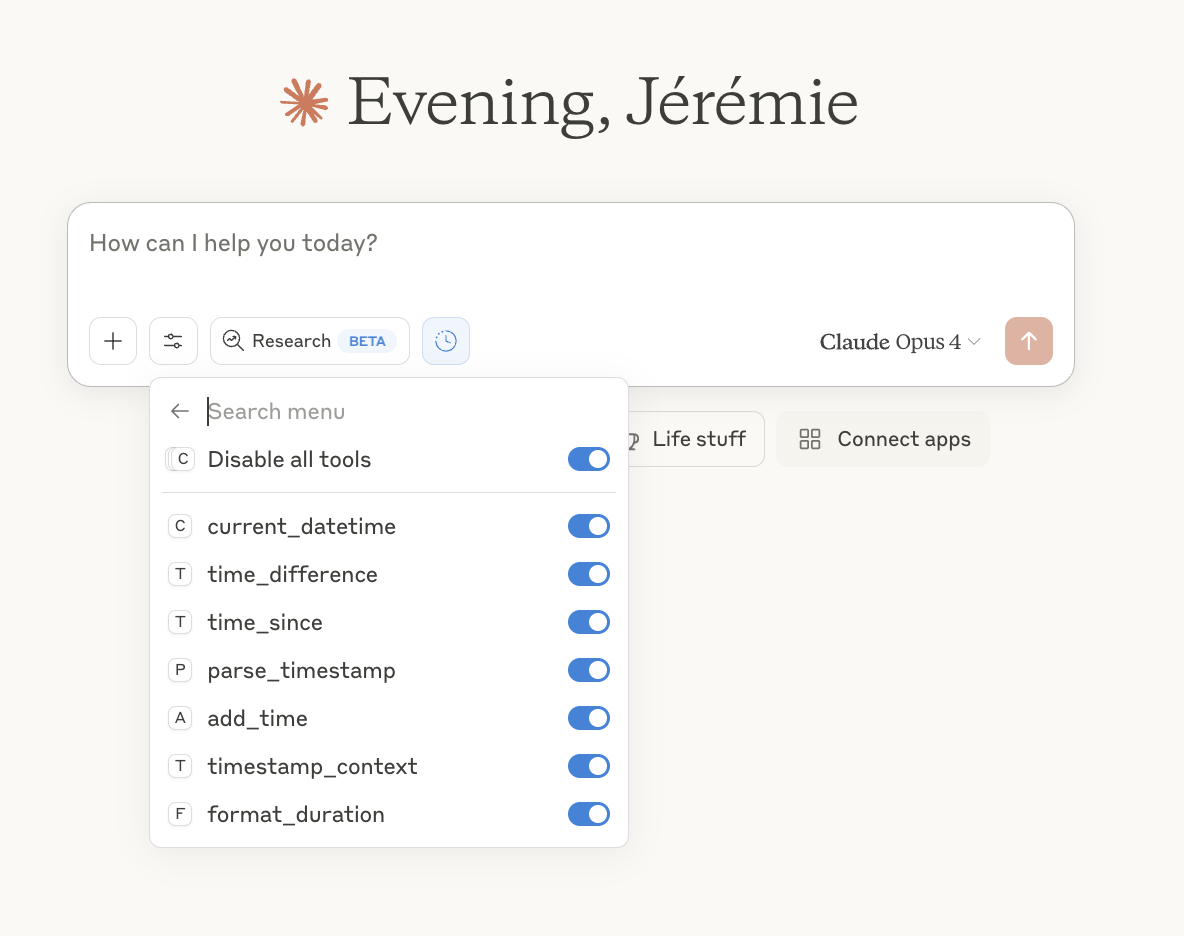 Evening, Jérémie
How can I help you today?
Research BETA
Claude Opus 4
Search menu
Life stuff
Connect apps
C Disable all tools
C current_datetime
T time_difference
T time_since
P parse_timestamp
A add_time
T timestamp_context
F format_duration